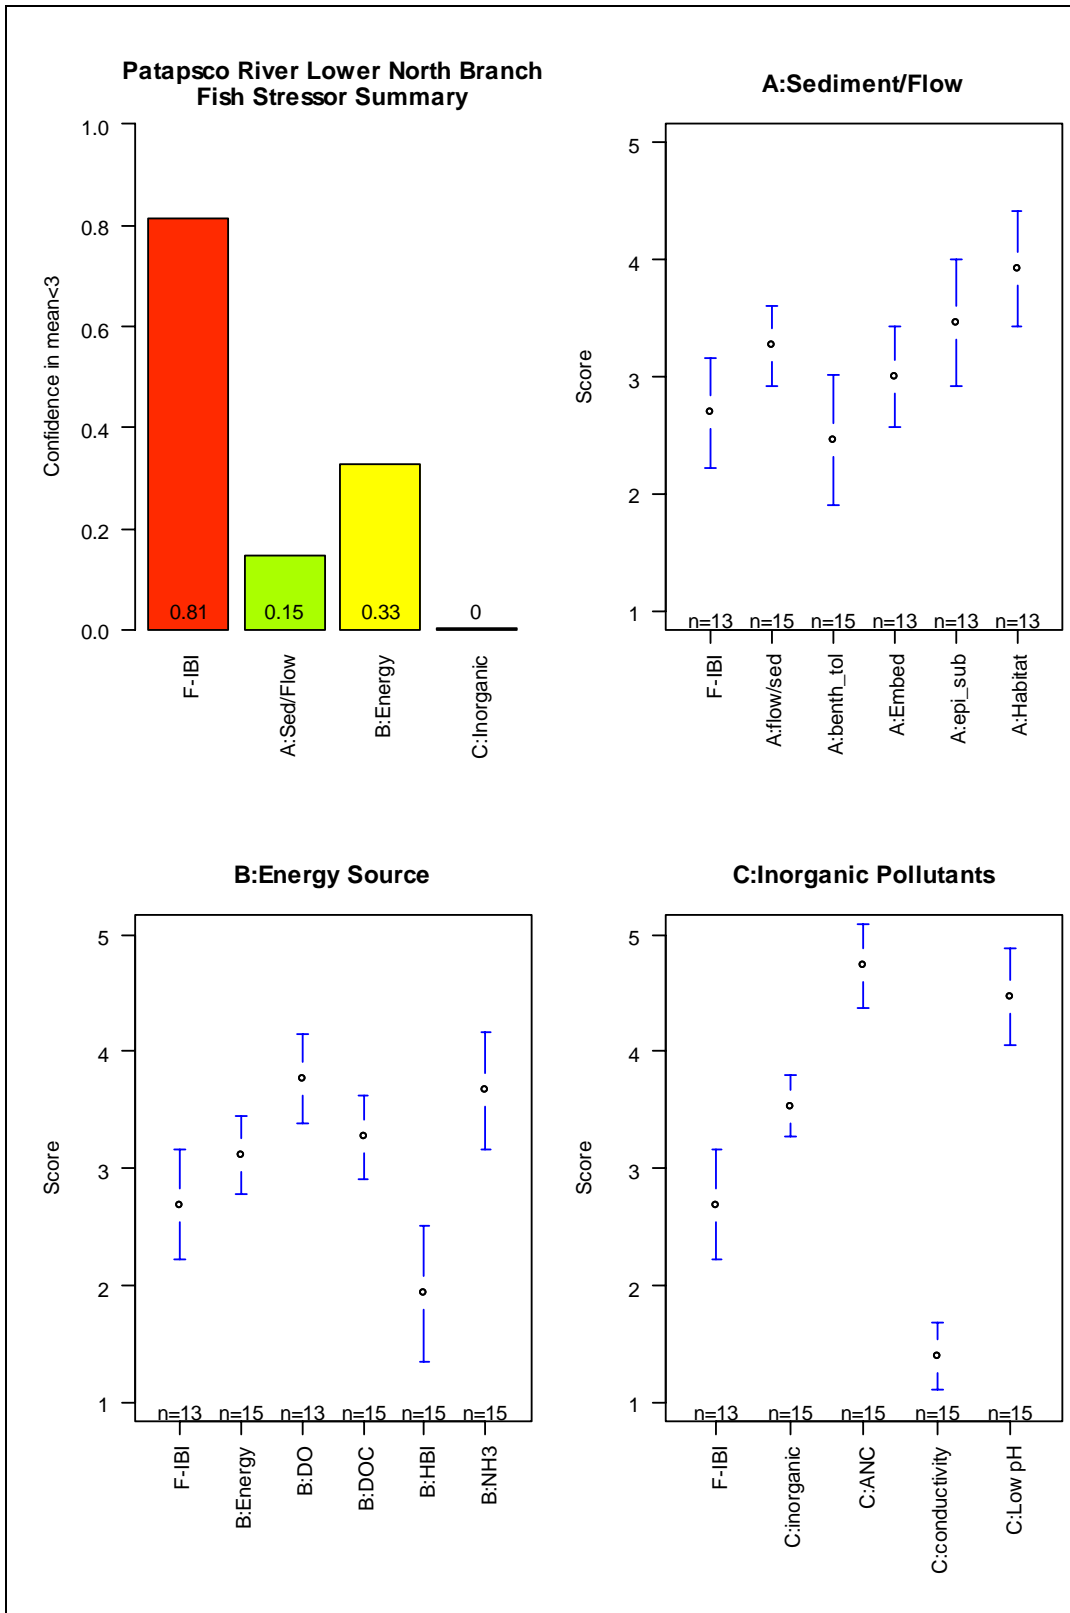 Patapsco River Lower North Branch
Fish Stressor Summary
Confidence in mean<3
1.0
0.8
0.6
0.4
0.2
0.0
0.81
0.15
0.33
0
F-IBI
A:Sed/Flow
B:Energy
C:Inorganic
A:Sediment/Flow
Score
5
4
3
2
1
n=13
n=15
n=15
n=13
n=13
n=13
F-IBI
A:flow/sed
A:benth_tol
A:Embed
A:epi_sub
A:Habitat
B:Energy Source
Score
5
4
3
2
1
n=13
n=15
n=13
n=15
n=15
n=15
F-IBI
B:Energy
B:DO
B:DOC
B:HBI
B:NH3
C:Inorganic Pollutants
Score
5
4
3
2
1
n=13
n=15
n=15
n=15
n=15
F-IBI
C:inorganic
C:ANC
C:conductivity
C:Low pH